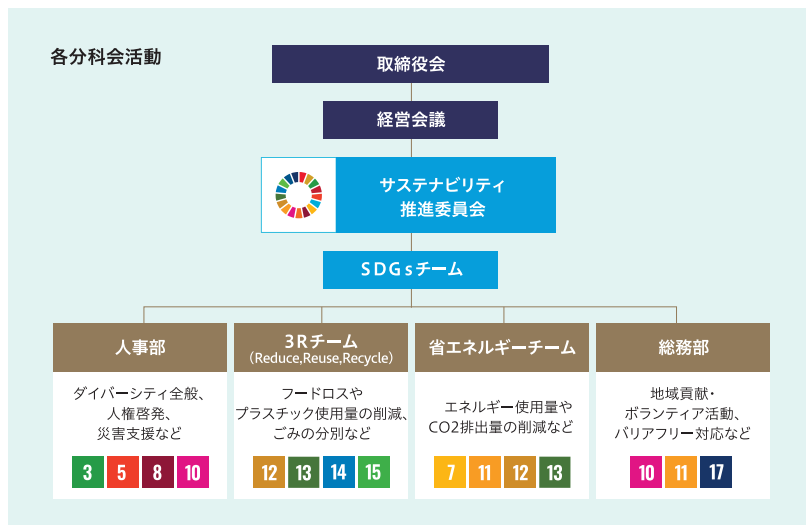 各分科会活動
取締役会
経営会議
サステナビリティ
推進委員会
SDGsチーム
人事部
ダイバーシティ全般、
人権啓発、
災害支援など
3 5 8 10
3Rチーム
（Reduce,Reuse,Recycle）
フードロスや
プラスチック使用量の削減、
ごみの分別など
12 13 14 15
省エネルギーチーム
エネルギー使用量や
CO2排出量の削減など
7 11 12 13
総務部
地域貢献・
ボランティア活動、
バリアフリー対応など
10 11 17